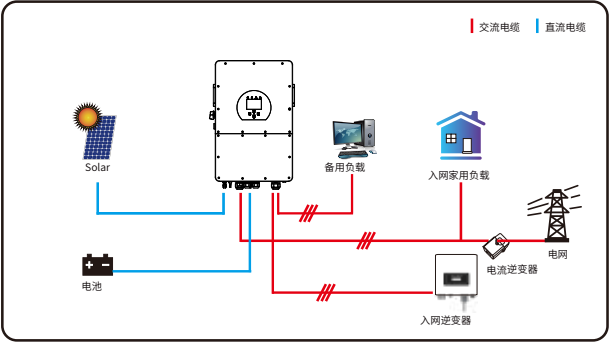 交流电缆
直流电缆
Solar
备用负载
入网家用负载
电网
电流逆变器
电池
入网逆变器